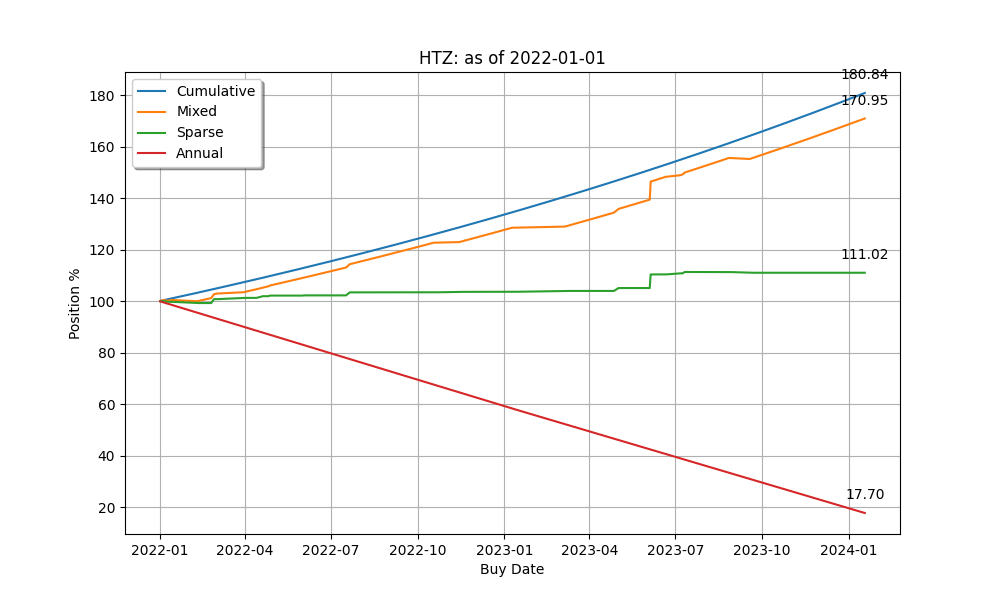 HTZ: as of 2022-01-01
180.84
170.95
111.02
17.70
Cumulative
Mixed
Sparse
Annual
Position %
180
160
140
120
100
80
60
40
20
2022-01 2022-04 2022-07 2022-10 2023-01 2023-04 2023-07 2023-10 2024-01
Buy Date